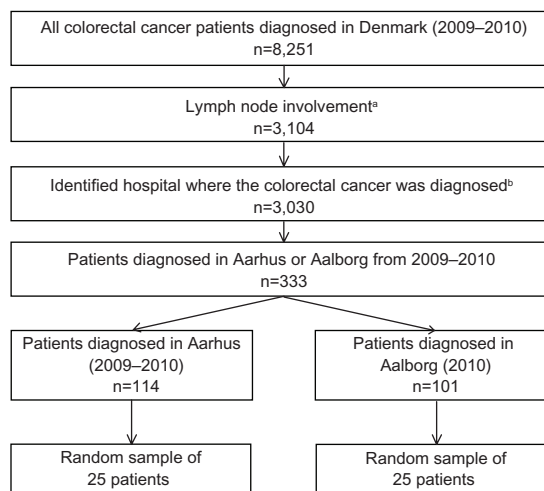 All colorectal cancer patients diagnosed in Denmark (2009–2010)
n=8,251
Lymph node involvementᵃ
n=3,104
Identified hospital where the colorectal cancer was diagnosedᵇ
n=3,030
Patients diagnosed in Aarhus or Aalborg from 2009–2010
n=333
Patients diagnosed in Aarhus
(2009–2010)
n=114
Patients diagnosed in
Aalborg (2010)
n=101
Random sample of
25 patients
Random sample of
25 patients